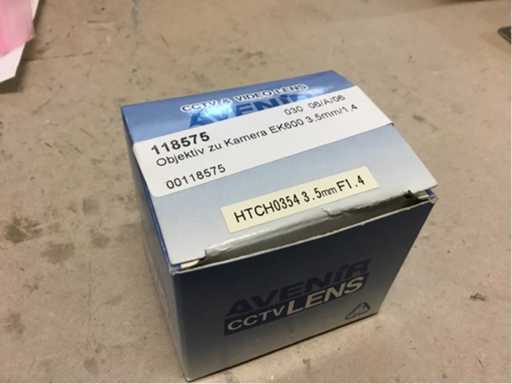 CCTV & VIDEO LENS
AVENIR
030 06/A/06
118575
Objektiv zu Kamera EK600 3,5mm/1,4
00118575
HTCH0354 3.5mm F1.4
AVENIR
CCTV LENS